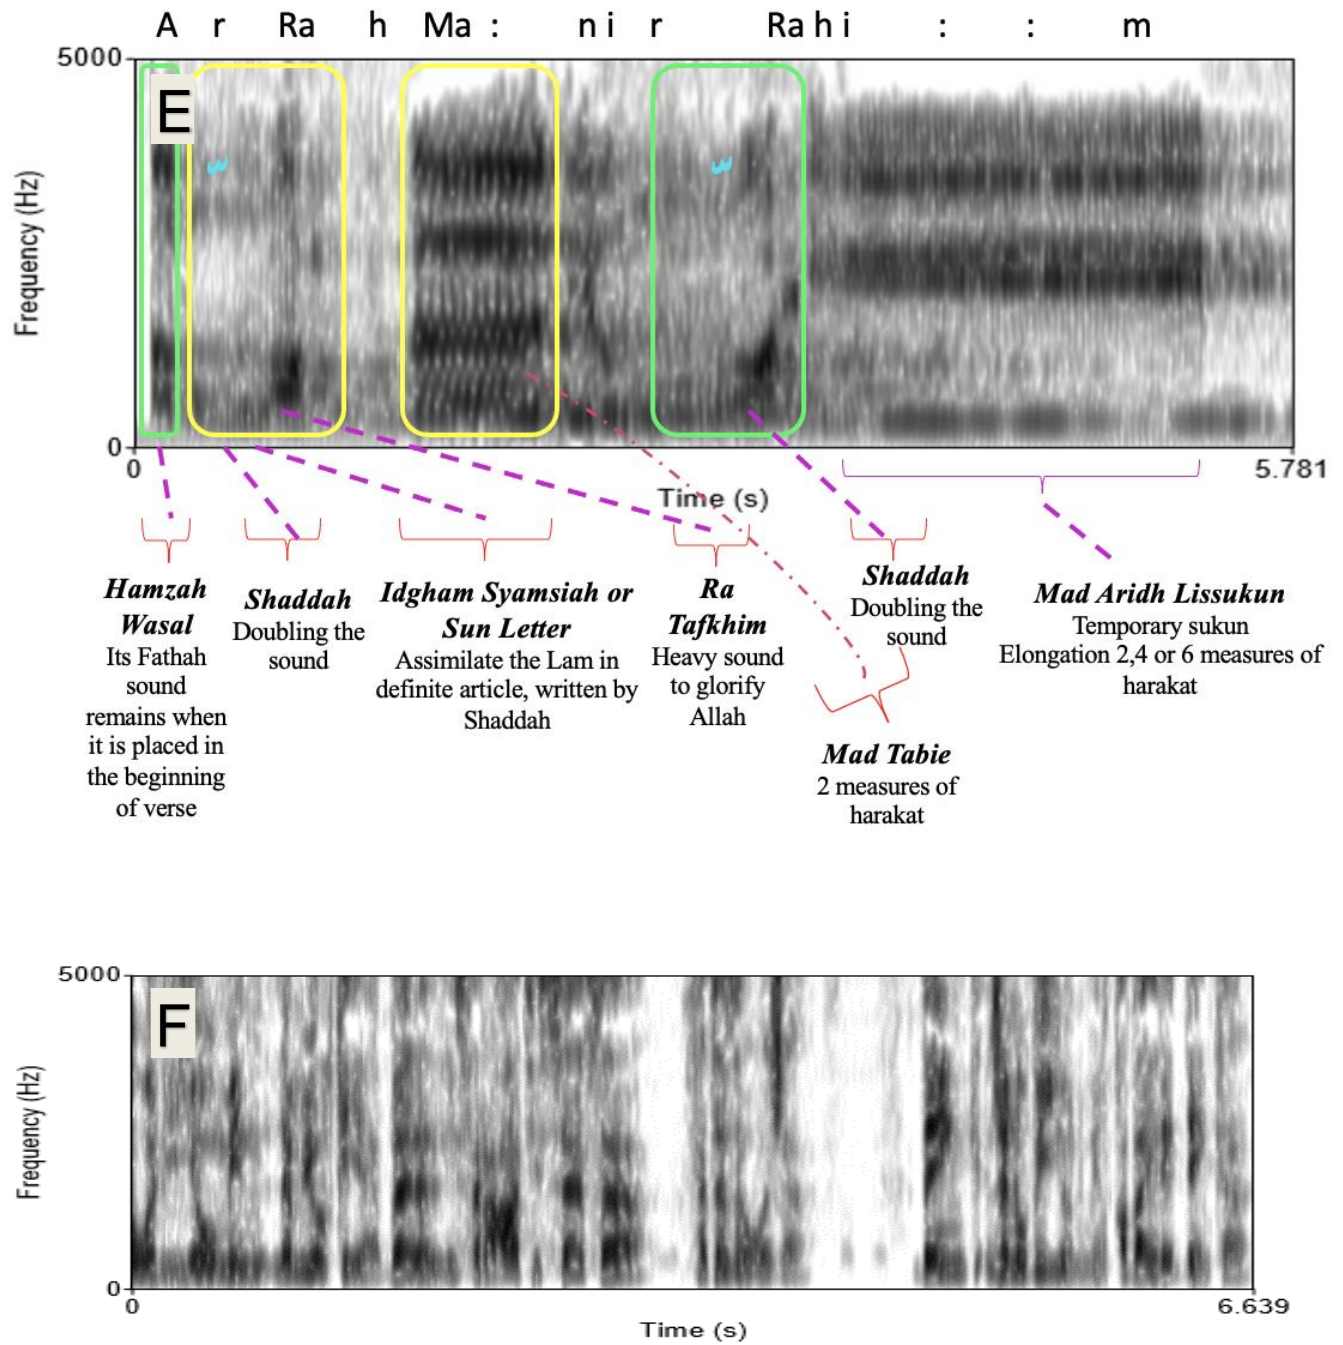 A r Ra h Ma : n i r Ra h i : : m
5000
E
ّ ّ
Frequency (Hz)
0
0 5.781
Time (s)
Hamzah
Wasal
Its Fathah
sound
remains when
it is placed in
the beginning
of verse
Shaddah
Doubling the
sound
Idgham Syamsiah or
Sun Letter
Assimilate the Lam in
definite article, written by
Shaddah
Ra
Tafkhim
Heavy sound
to glorify
Allah
Shaddah
Doubling the
sound
Mad Tabie
2 measures of
harakat
Mad Aridh Lissukun
Temporary sukun
Elongation 2,4 or 6 measures of
harakat
5000
F
Frequency (Hz)
0
0 6.639
Time (s)